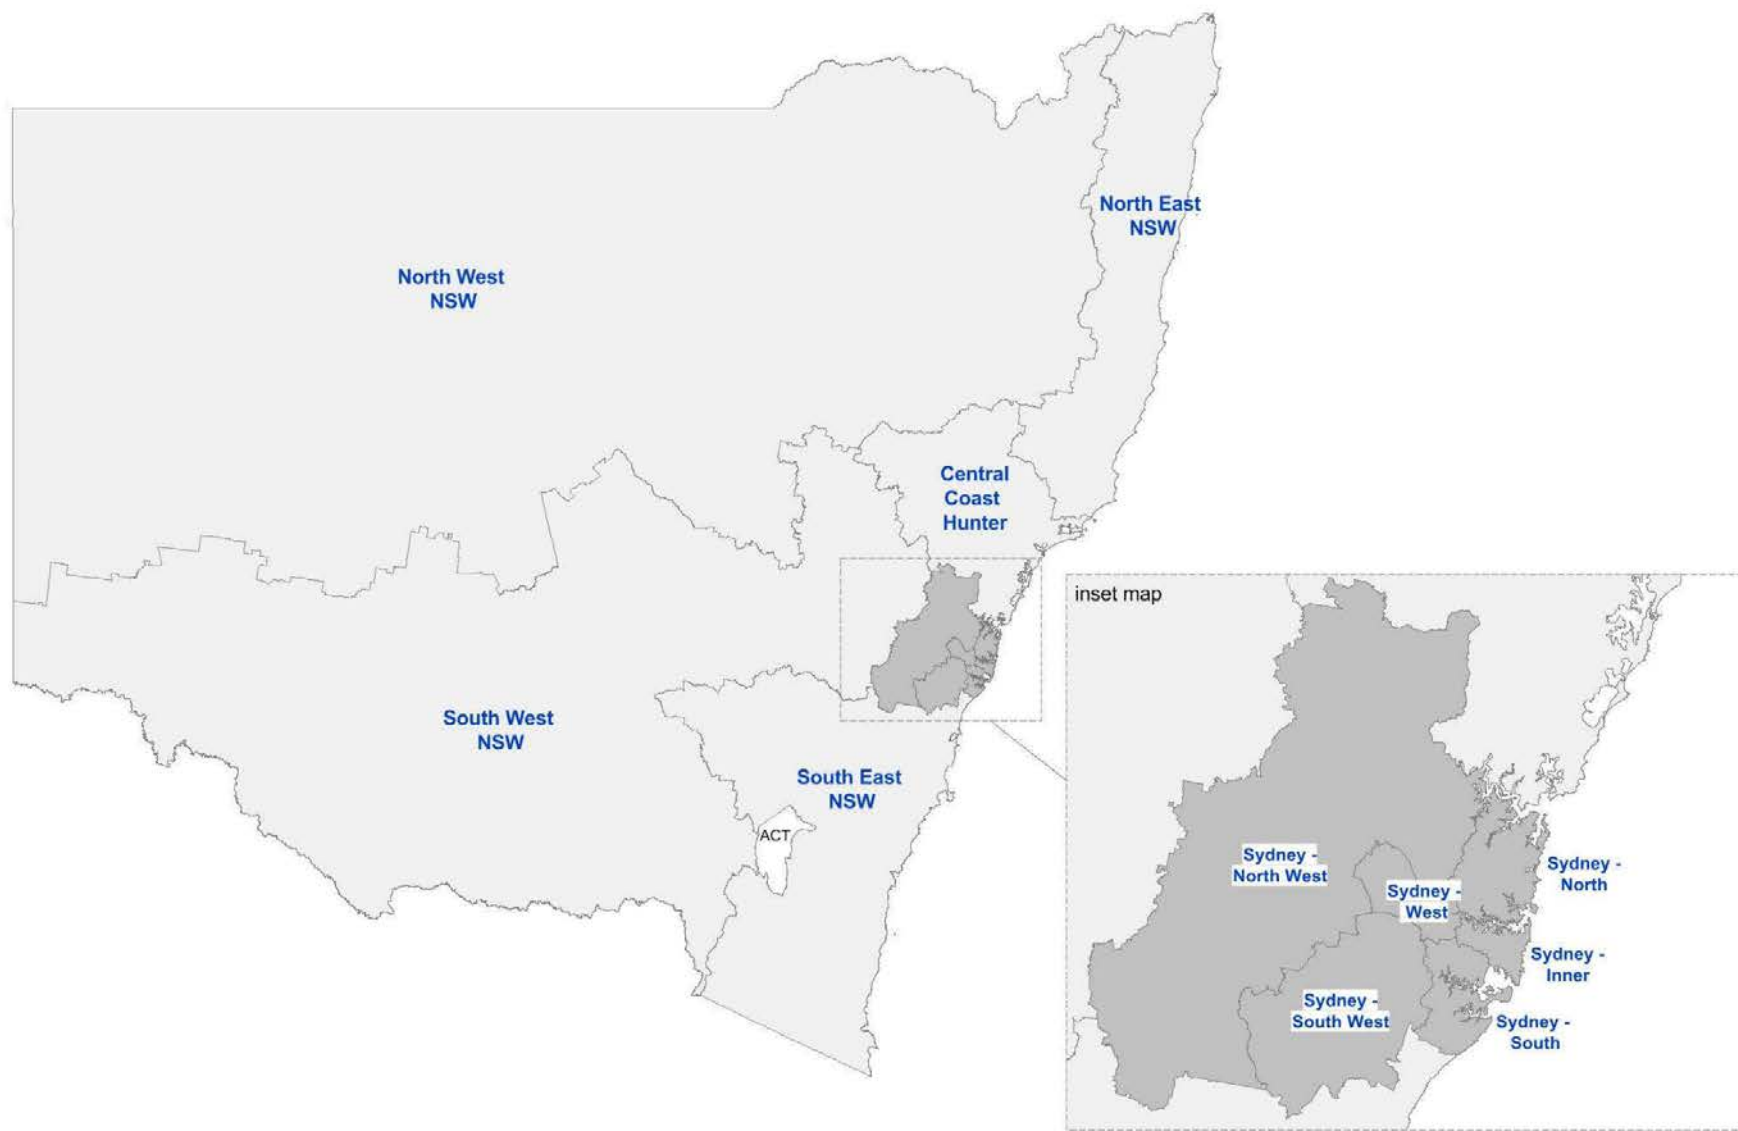 North East
NSW
North West
NSW
Central
Coast
Hunter
inset map
South West
NSW
South East
NSW
ACT
Sydney -
North West
Sydney -
North
Sydney -
West
Sydney -
Inner
Sydney -
South West
Sydney -
South